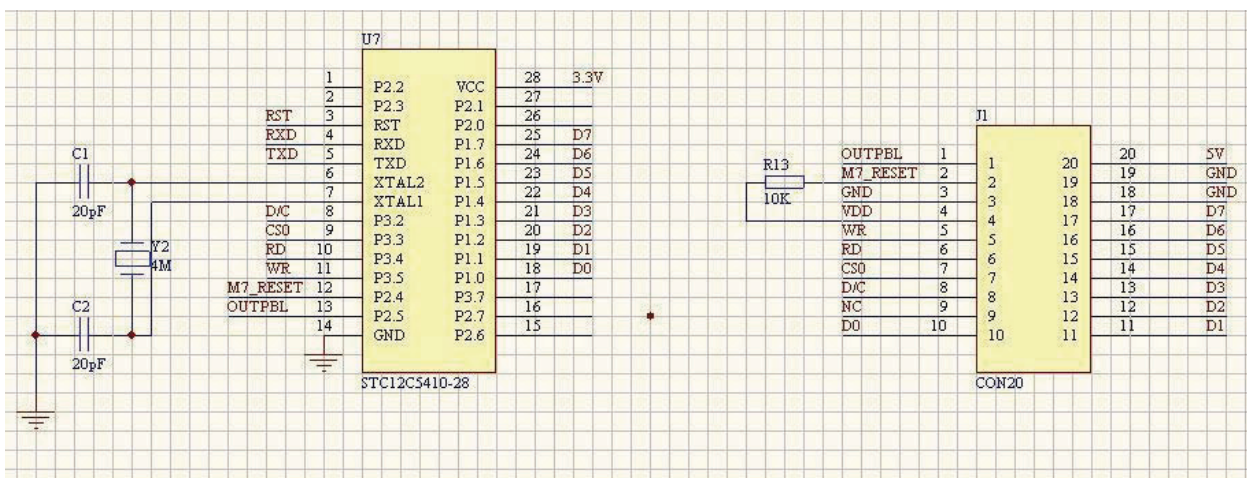 U7
1 P2.2 VCC 28 3.3V
2 P2.3 P2.1 27
RST 3 RST P2.0 26
RXD 4 RXD P1.7 25 D7
TXD 5 TXD P1.6 24 D6
6 XTAL2 P1.5 23 D5
7 XTAL1 P1.4 22 D4
D/C 8 P3.2 P1.3 21 D3
CS0 9 P3.3 P1.2 20 D2
RD 10 P3.4 P1.1 19 D1
WR 11 P3.5 P1.0 18 D0
M7_RESET 12 P2.4 P3.7 17
OUTPBL 13 P2.5 P2.7 16
14 GND P2.6 15
STC12C5410-28
C1
20pF
Y2
4M
C2
20pF
R13
10K
J1
OUTPBL 1 1 20 20 5V
M7_RESET 2 2 19 19 GND
GND 3 3 18 18 GND
VDD 4 4 17 17 D7
WR 5 5 16 16 D6
RD 6 6 15 15 D5
CS0 7 7 14 14 D4
D/C 8 8 13 13 D3
NC 9 9 12 12 D2
D0 10 10 11 11 D1
CON20